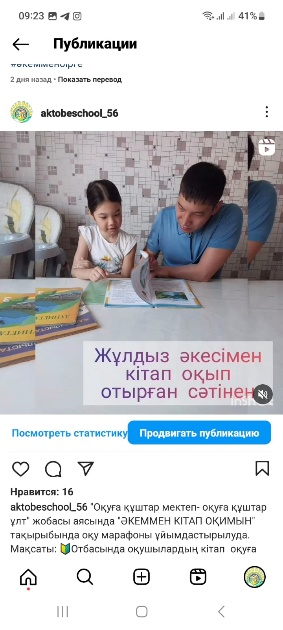 09:23
41%
Публикации
#әкемменбірге
2 дня назад • Показать перевод
aktobeschool_56
Жұлдыз әкесімен
кітап оқып
отырған сәтінен
Посмотреть статистику
Продвигать публикацию
Нравится: 16
aktobeschool_56 "Оқуға құштар мектеп- оқуға құштар
ұлт" жобасы аясында "ӘКЕММЕН КІТАП ОҚИМЫН"
тақырыбында оқу марафоны ұйымдастырылуда.
Мақсаты: 🔰Отбасында оқушылардың кітап оқуға